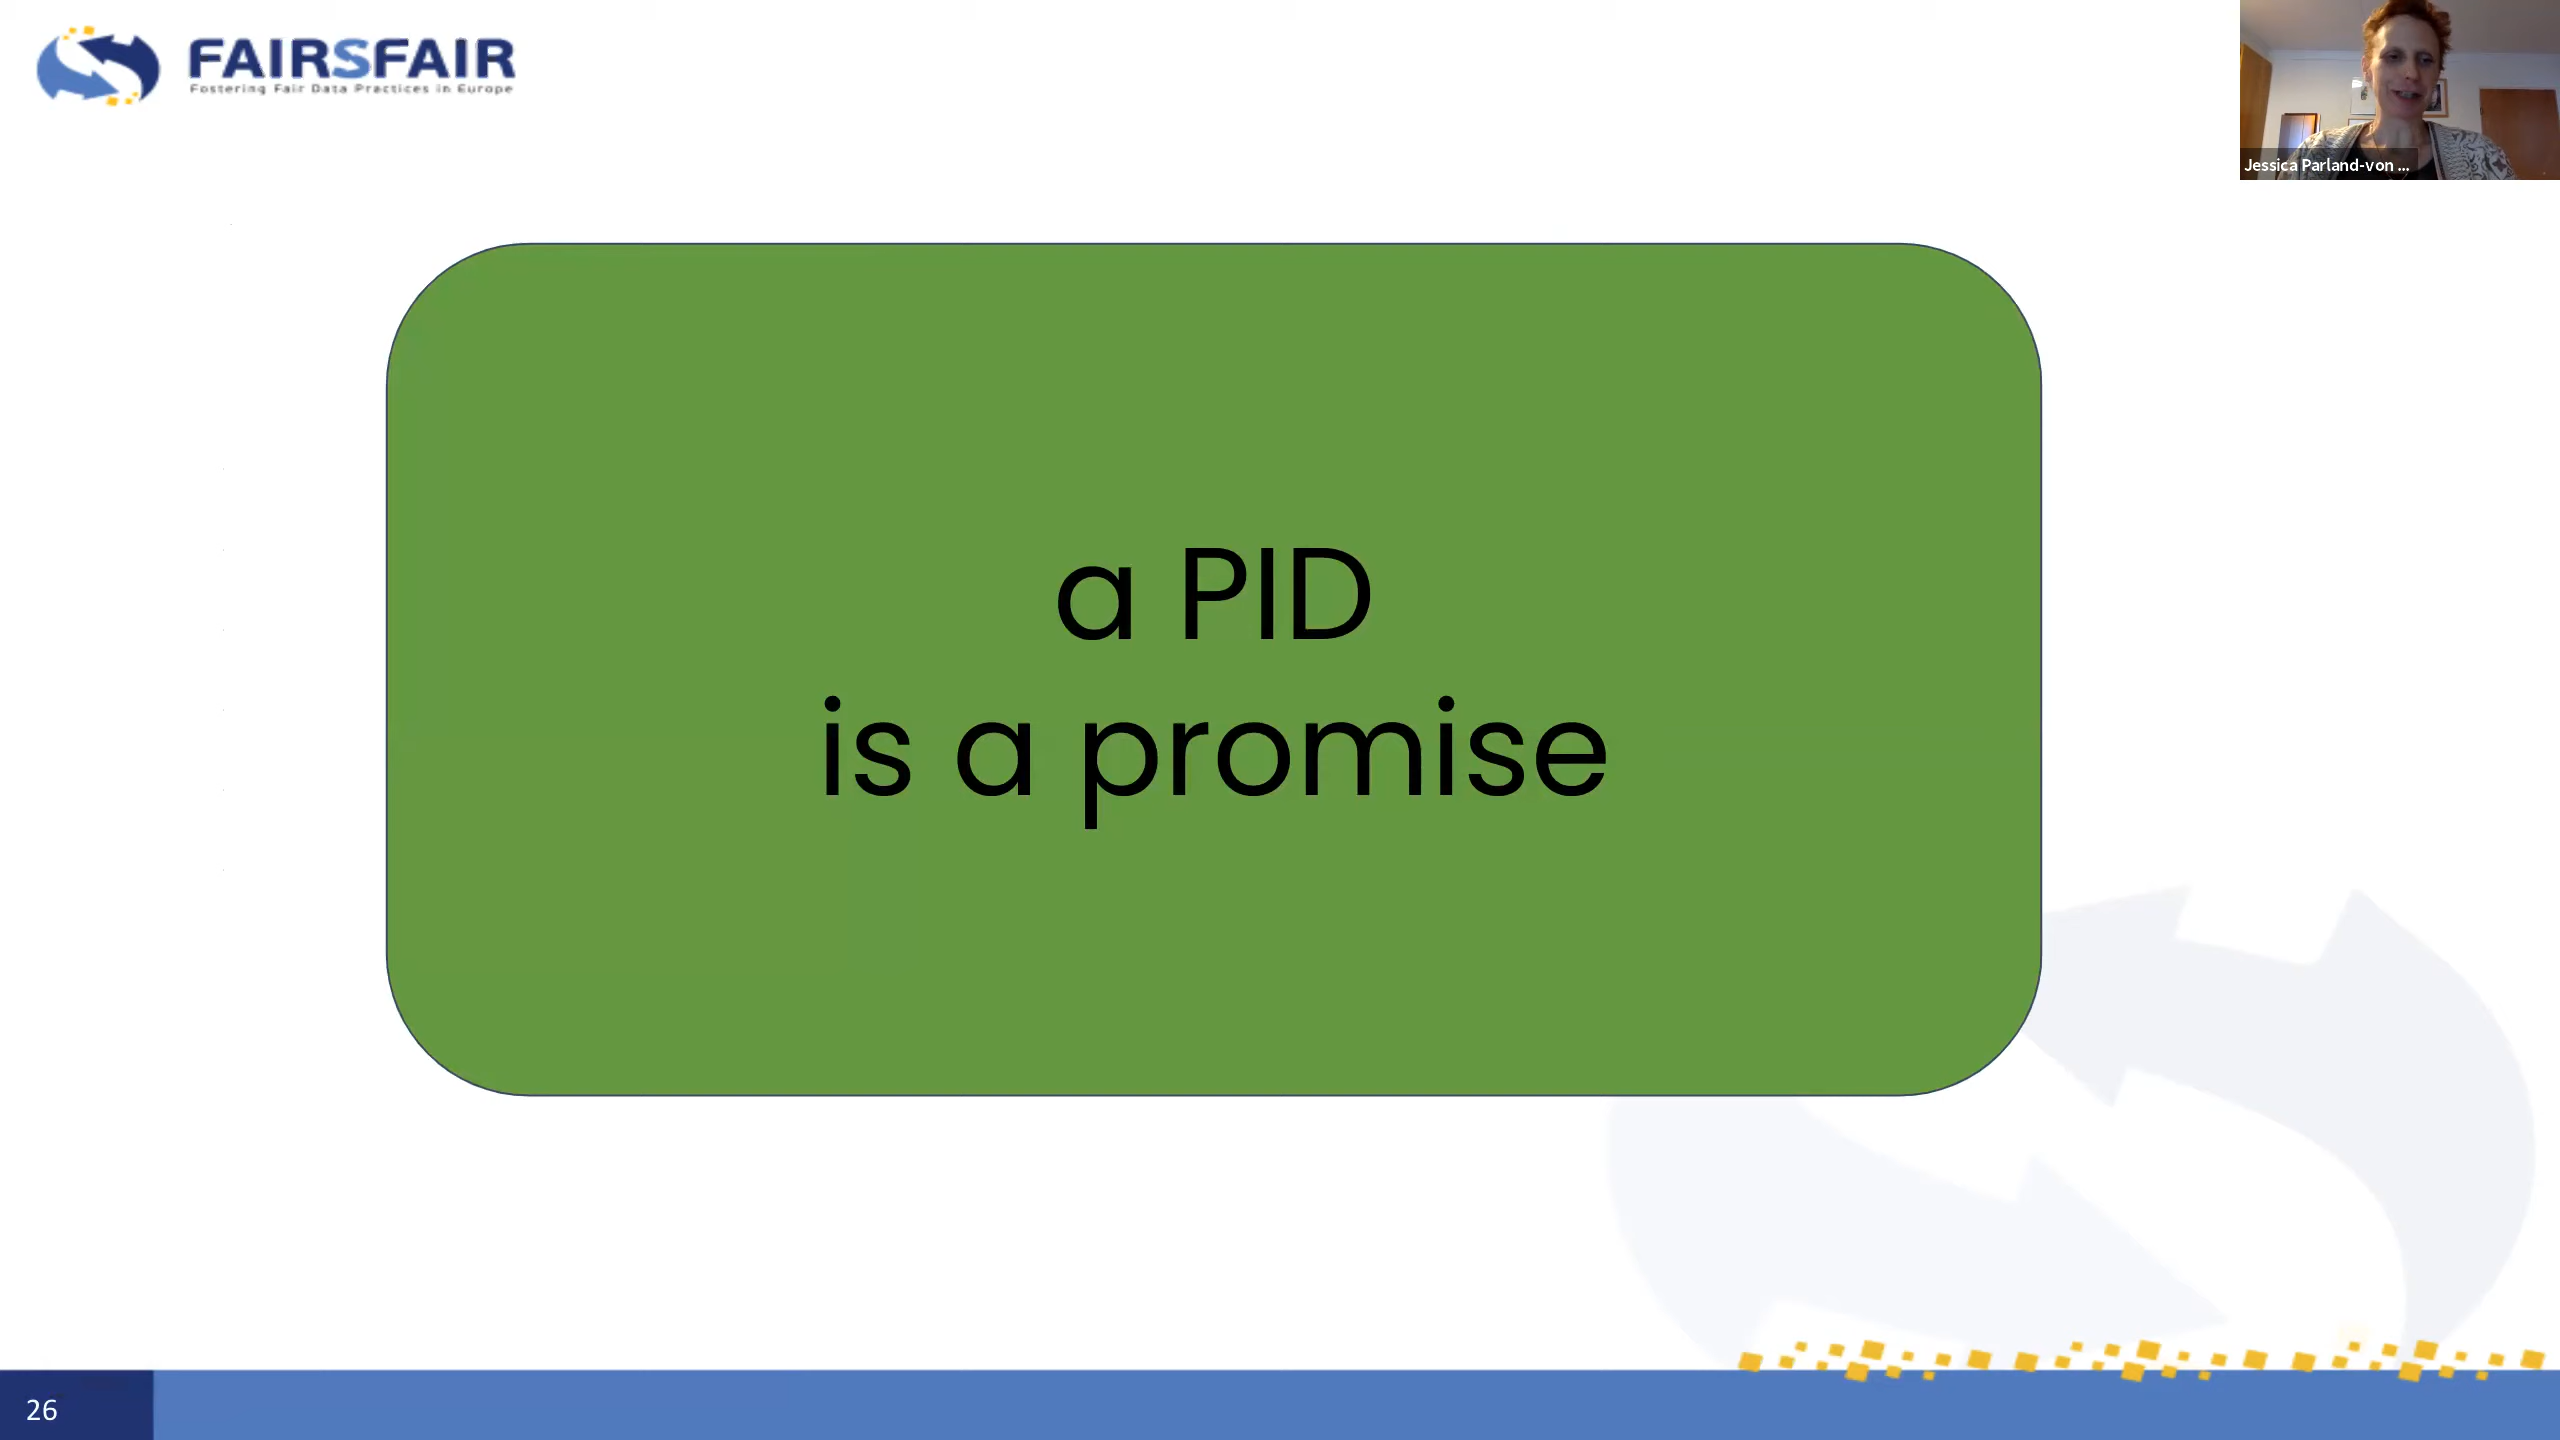 FAIRSFAIR
Fostering Fair Data Practices in Europe
Jessica Parland-von ...
a PID
is a promise
26